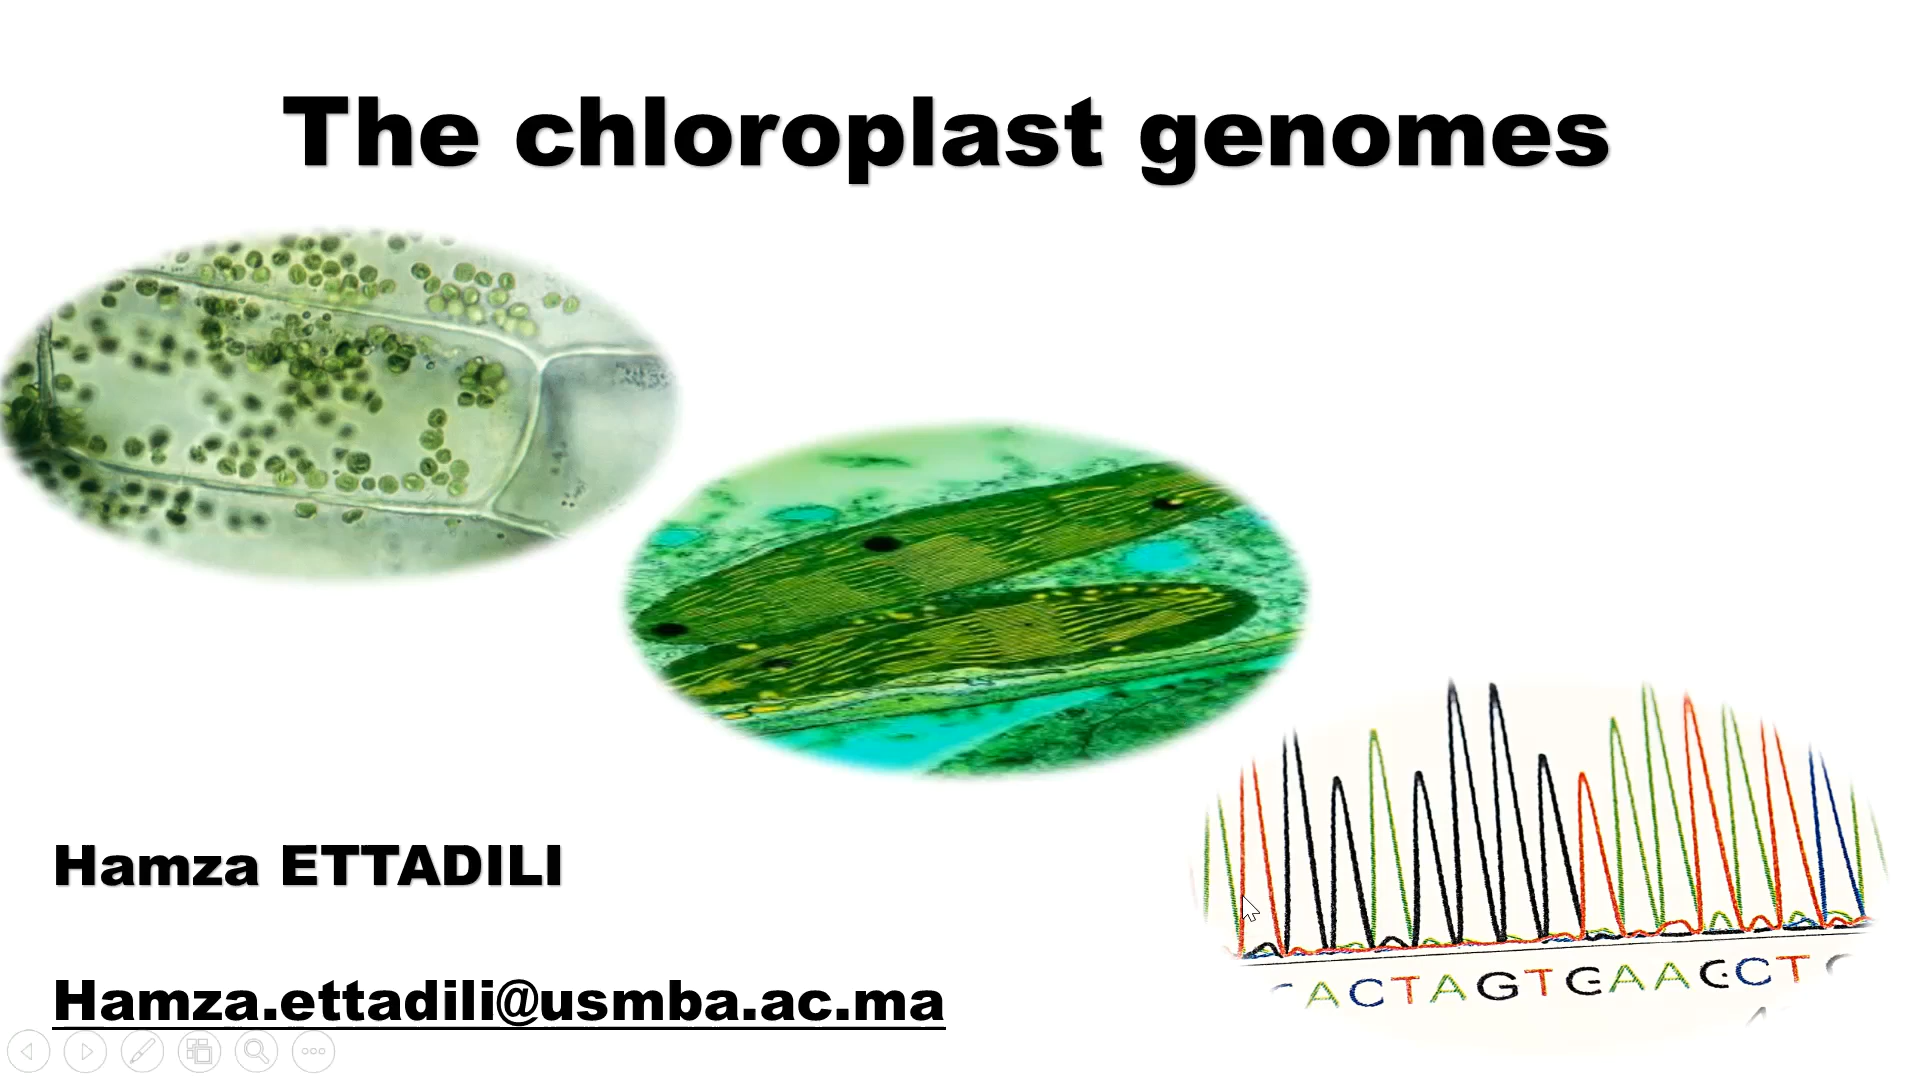 The chloroplast genomes
ACTAGTGAAGCT
Hamza ETTADILI
Hamza.ettadili@usmba.ac.ma